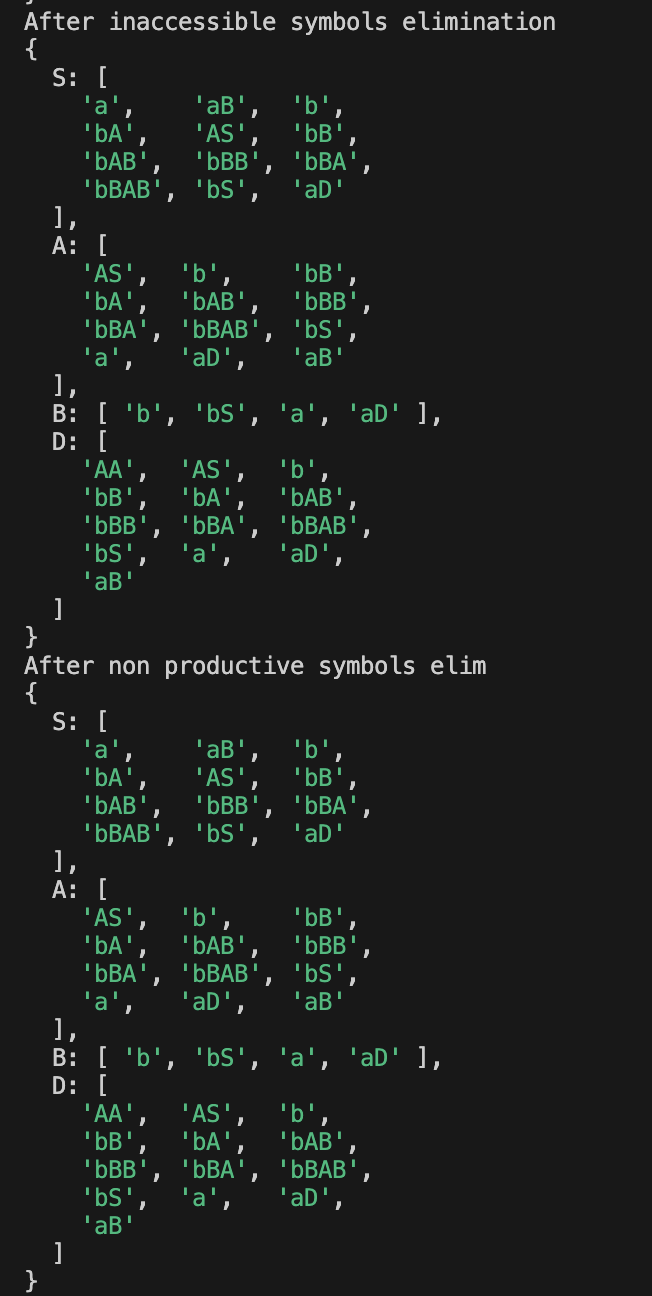 }
After inaccessible symbols elimination
{
  S: [
    'a',    'aB',  'b',
    'bA',   'AS',  'bB',
    'bAB',  'bBB', 'bBA',
    'bBAB', 'bS',  'aD'
  ],
  A: [
    'AS',  'b',    'bB',
    'bA',  'bAB',  'bBB',
    'bBA', 'bBAB', 'bS',
    'a',   'aD',   'aB'
  ],
  B: [ 'b', 'bS', 'a', 'aD' ],
  D: [
    'AA',  'AS',  'b',
    'bB',  'bA',  'bAB',
    'bBB', 'bBA', 'bBAB',
    'bS',  'a',   'aD',
    'aB'
  ]
}
After non productive symbols elim
{
  S: [
    'a',    'aB',  'b',
    'bA',   'AS',  'bB',
    'bAB',  'bBB', 'bBA',
    'bBAB', 'bS',  'aD'
  ],
  A: [
    'AS',  'b',    'bB',
    'bA',  'bAB',  'bBB',
    'bBA', 'bBAB', 'bS',
    'a',   'aD',   'aB'
  ],
  B: [ 'b', 'bS', 'a', 'aD' ],
  D: [
    'AA',  'AS',  'b',
    'bB',  'bA',  'bAB',
    'bBB', 'bBA', 'bBAB',
    'bS',  'a',   'aD',
    'aB'
  ]
}